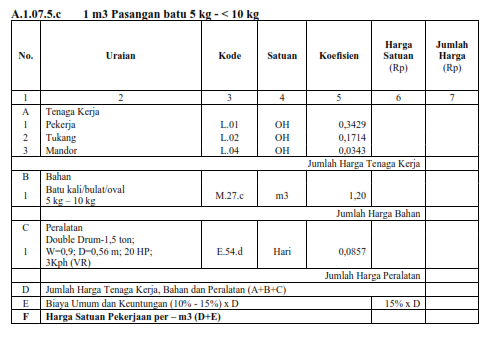 A.1.07.5.c 1 m3 Pasangan batu 5 kg - < 10 kg
No. Uraian Kode Satuan Koefisien Harga Satuan (Rp) Jumlah Harga (Rp)
1 2 3 4 5 6 7
A Tenaga Kerja
1 Pekerja L.01 OH 0,3429
2 Tukang L.02 OH 0,1714
3 Mandor L.04 OH 0,0343
Jumlah Harga Tenaga Kerja
B Bahan
1 Batu kali/bulat/oval
5 kg – 10 kg M.27.c m3 1,20
Jumlah Harga Bahan
C Peralatan
Double Drum-1,5 ton;
1 W=0,9; D=0,56 m; 20 HP; E.54.d Hari 0,0857
3Kph (VR)
Jumlah Harga Peralatan
D Jumlah Harga Tenaga Kerja, Bahan dan Peralatan (A+B+C)
E Biaya Umum dan Keuntungan (10% - 15%) x D 15% x D
F Harga Satuan Pekerjaan per – m3 (D+E)